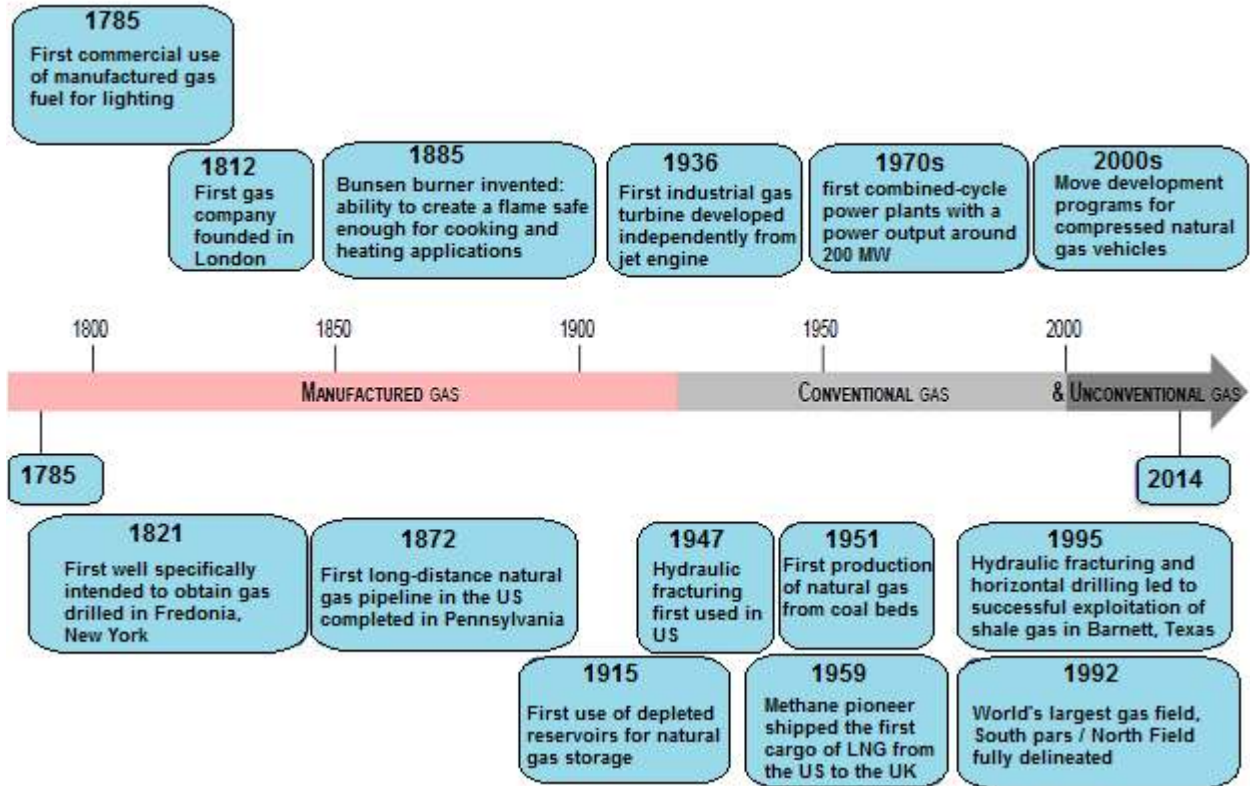 1785
First commercial use
of manufactured gas
fuel for lighting
1812
First gas
company
founded in
London
1885
Bunsen burner invented:
ability to create a flame safe
enough for cooking and
heating applications
1936
First industrial gas
turbine developed
independently from
jet engine
1970s
first combined-cycle
power plants with a
power output around
200 MW
2000s
Move development
programs for
compressed natural
gas vehicles
1800 1850 1900 1950 2000
MANUFACTURED GAS CONVENTIONAL GAS & UNCONVENTIONAL GAS
1785
2014
1821
First well specifically
intended to obtain gas
drilled in Fredonia,
New York
1872
First long-distance natural
gas pipeline in the US
completed in Pennsylvania
1947
Hydraulic
fracturing
first used in
US
1951
First production
of natural gas
from coal beds
1995
Hydraulic fracturing and
horizontal drilling led to
successful exploitation of
shale gas in Barnett, Texas
1915
First use of depleted
reservoirs for natural
gas storage
1959
Methane pioneer
shipped the first
cargo of LNG from
the US to the UK
1992
World's largest gas field,
South pars / North Field
fully delineated